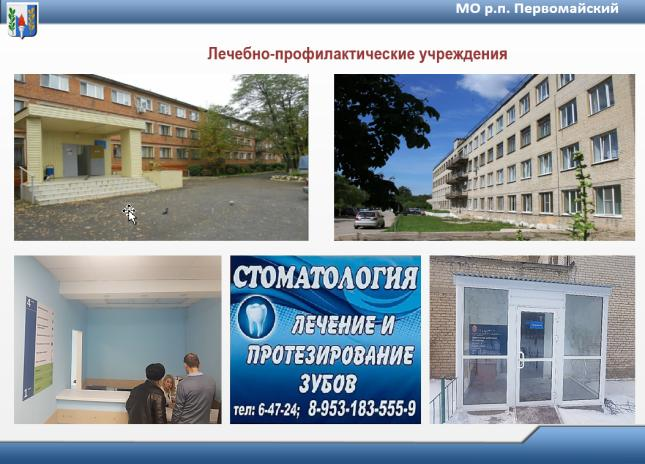 МО р.п. Первомайский
Лечебно-профилактические учреждения
СТОМАТОЛОГИЯ
ЛЕЧЕНИЕ И
ПРОТЕЗИРОВАНИЕ
ЗУБОВ
тел: 6-47-24; 8-953-183-555-9